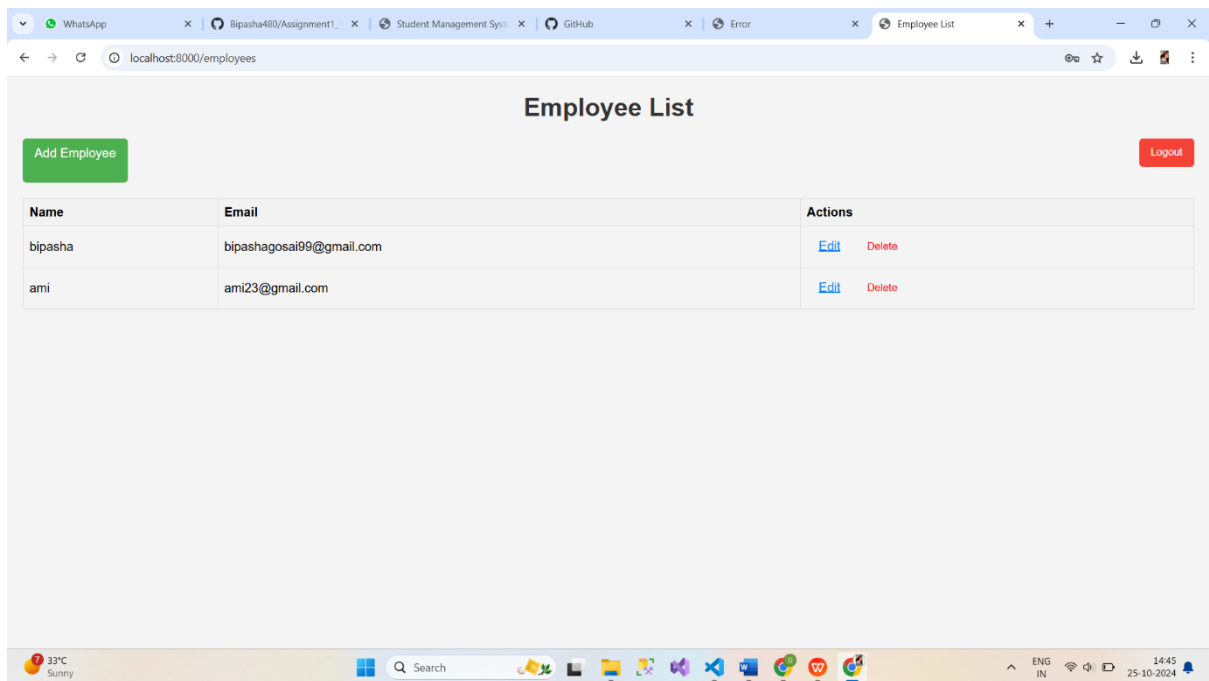 WhatsApp
Bipasha480/Assignment1_
Student Management Syst
GitHub
Error
Employee List
localhost:8000/employees
Employee List
Add Employee
Logout
Name Email Actions
bipasha bipashagosai99@gmail.com Edit Delete
ami ami23@gmail.com Edit Delete
7
33°C
Sunny
Search
ENG
IN
14:45
25-10-2024